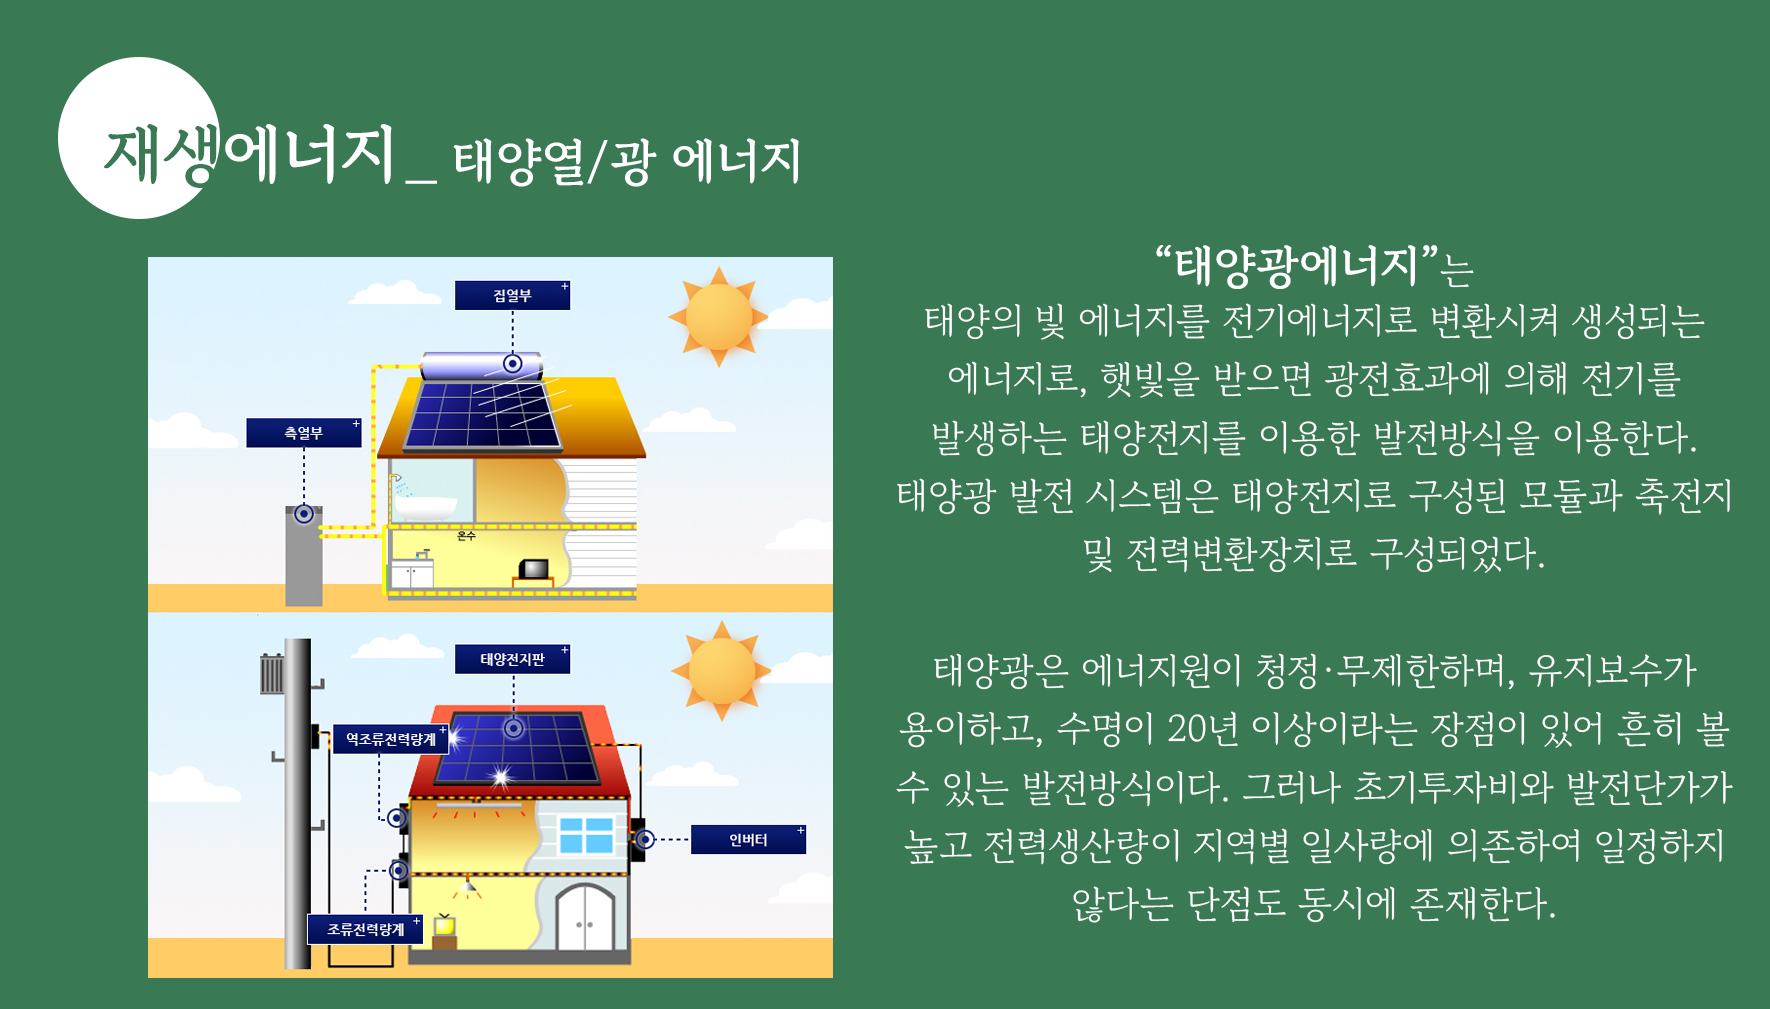 재생에너지_ 태양열/광 에너지
집열부
측열부
온수
태양전지판
역조류전력량계
인버터
조류전력량계
“태양광에너지”는
태양의 빛 에너지를 전기에너지로 변환시켜 생성되는
에너지로, 햇빛을 받으면 광전효과에 의해 전기를
발생하는 태양전지를 이용한 발전방식을 이용한다.
태양광 발전 시스템은 태양전지로 구성된 모듈과 축전지
및 전력변환장치로 구성되었다.
태양광은 에너지원이 청정·무제한하며, 유지보수가
용이하고, 수명이 20년 이상이라는 장점이 있어 흔히 볼
수 있는 발전방식이다. 그러나 초기투자비와 발전단가가
높고 전력생산량이 지역별 일사량에 의존하여 일정하지
않다는 단점도 동시에 존재한다.